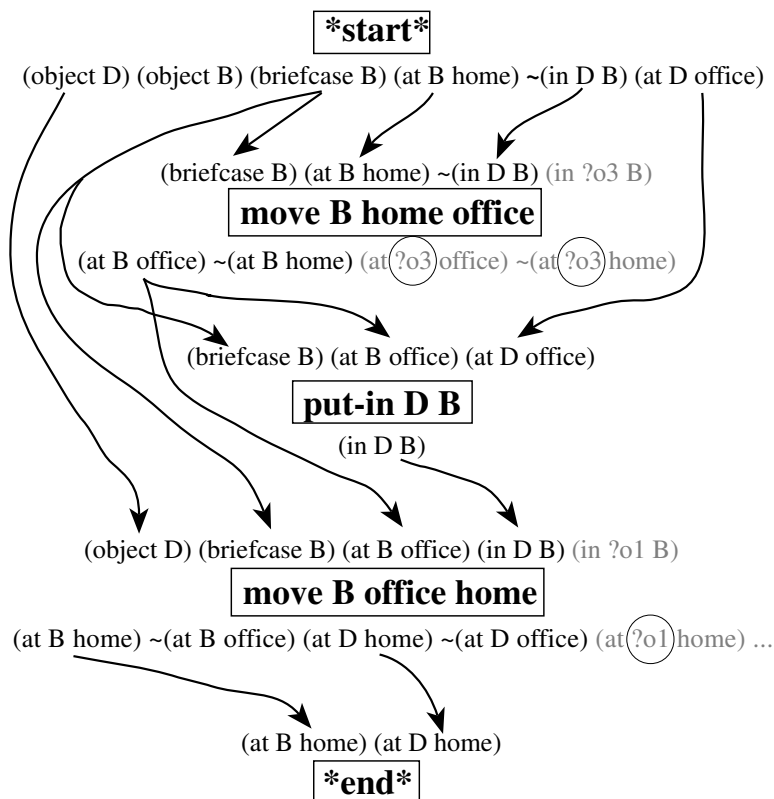 *start*
(object D) (object B) (briefcase B) (at B home) ~(in D B) (at D office)
(briefcase B) (at B home) ~(in D B) (in ?o3 B)
move B home office
(at B office) ~(at B home) (at ?o3 office) ~(at ?o3 home)
(briefcase B) (at B office) (at D office)
put-in D B
(in D B)
(object D) (briefcase B) (at B office) (in D B) (in ?o1 B)
move B office home
(at B home) ~(at B office) (at D home) ~(at D office) (at ?o1 home) ...
(at B home) (at D home)
*end*